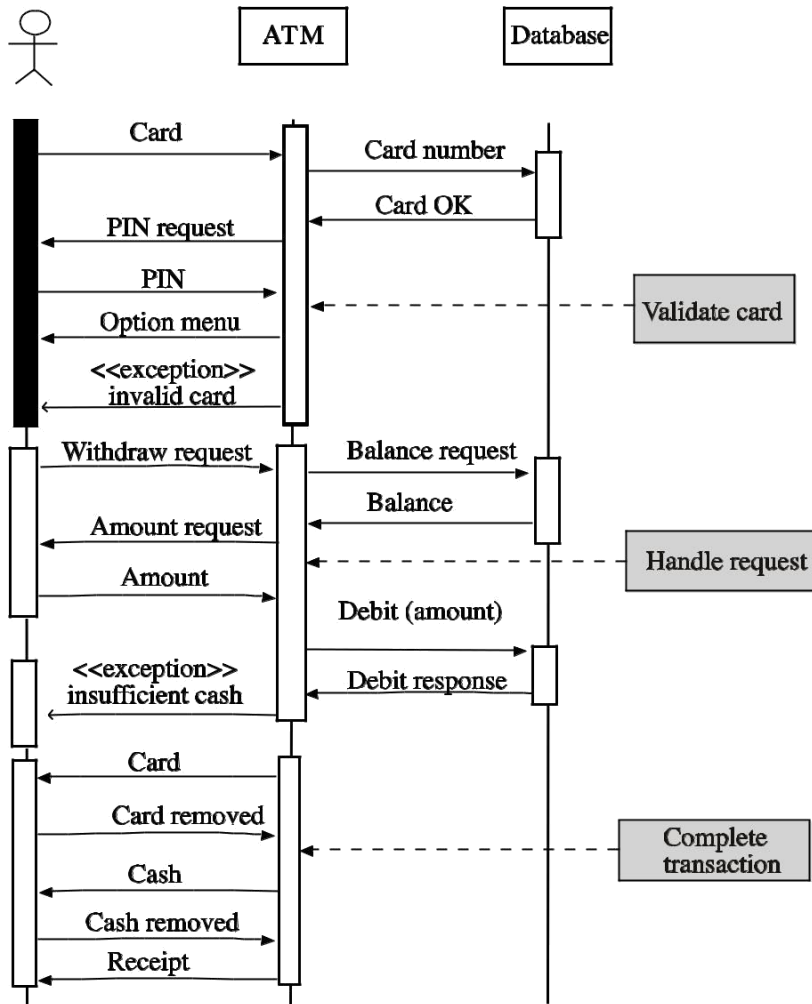 ATM
Database
Card
Card number
Card OK
PIN request
PIN
Validate card
Option menu
<<exception>>
invalid card
Withdraw request
Balance request
Balance
Amount request
Handle request
Amount
Debit (amount)
<<exception>>
insufficient cash
Debit response
Card
Card removed
Complete
transaction
Cash
Cash removed
Receipt